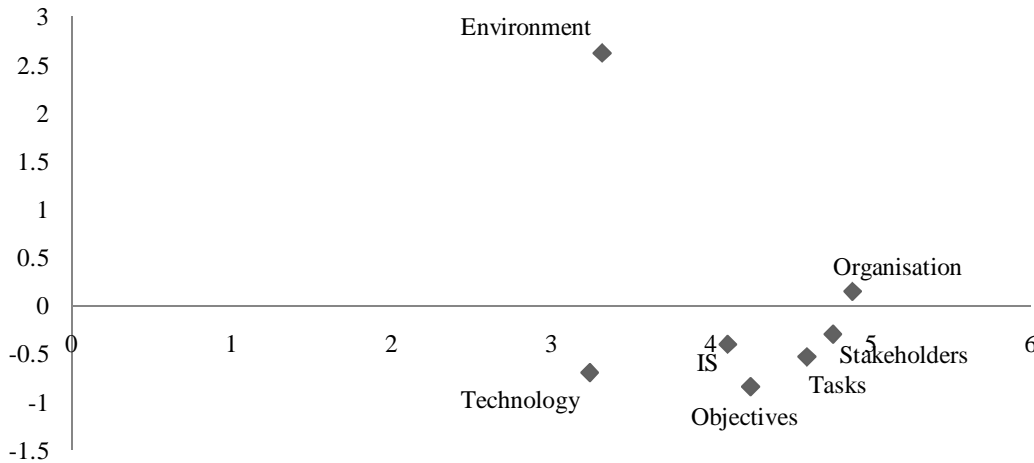 3
Environment
2.5
2
1.5
1
0.5
Organisation
0
0 1 2 3 4 5 6
-0.5
IS
Stakeholders
Tasks
Technology
-1
Objectives
-1.5